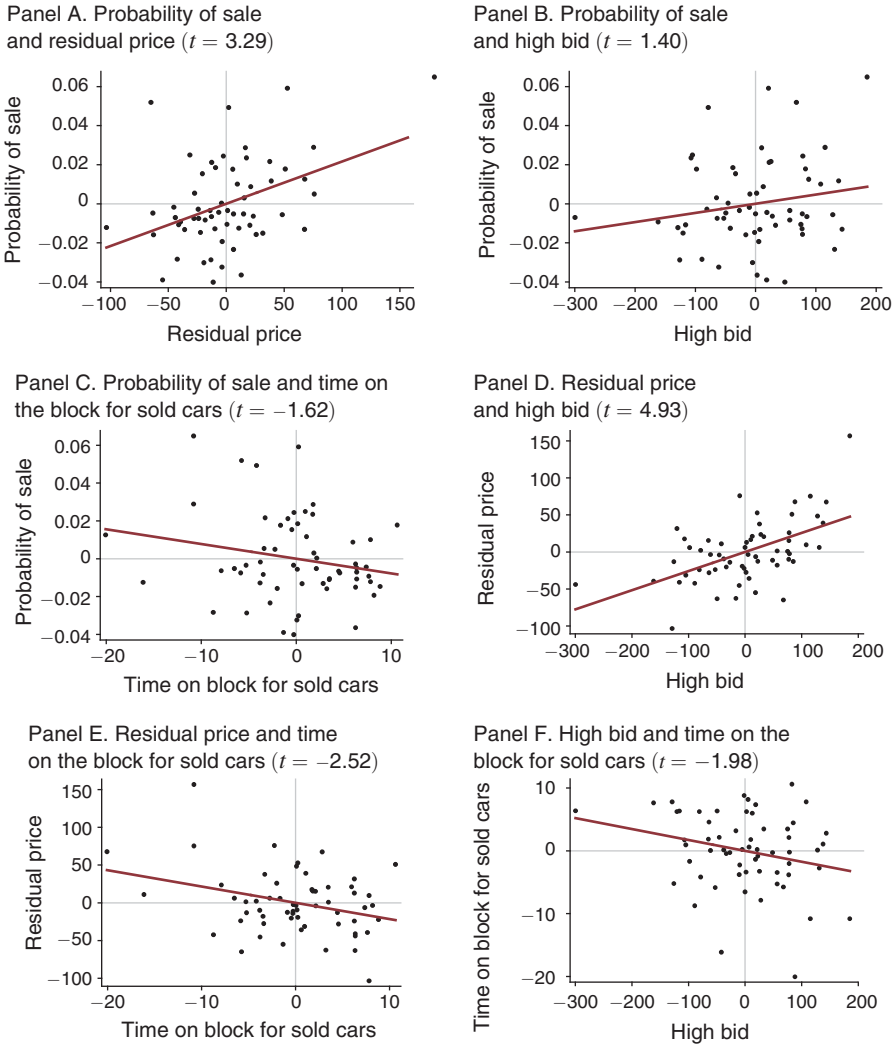 Panel A. Probability of sale
and residual price (t = 3.29)
Probability of sale
0.06
0.04
0.02
0
−0.02
−0.04
−100
−50
0
50
100
150
Residual price
Panel B. Probability of sale
and high bid (t = 1.40)
Probability of sale
0.06
0.04
0.02
0
−0.02
−0.04
−300
−200
−100
0
100
200
High bid
Panel C. Probability of sale and time on
the block for sold cars (t = −1.62)
Probability of sale
0.06
0.04
0.02
0
−0.02
−0.04
−20
−10
0
10
Time on block for sold cars
Panel D. Residual price
and high bid (t = 4.93)
Residual price
150
100
50
0
−50
−100
−300
−200
−100
0
100
200
High bid
Panel E. Residual price and time
on the block for sold cars (t = −2.52)
Residual price
150
100
50
0
−50
−100
−20
−10
0
10
Time on block for sold cars
Panel F. High bid and time on the
block for sold cars (t = −1.98)
Time on block for sold cars
10
0
−10
−20
−300
−200
−100
0
100
200
High bid